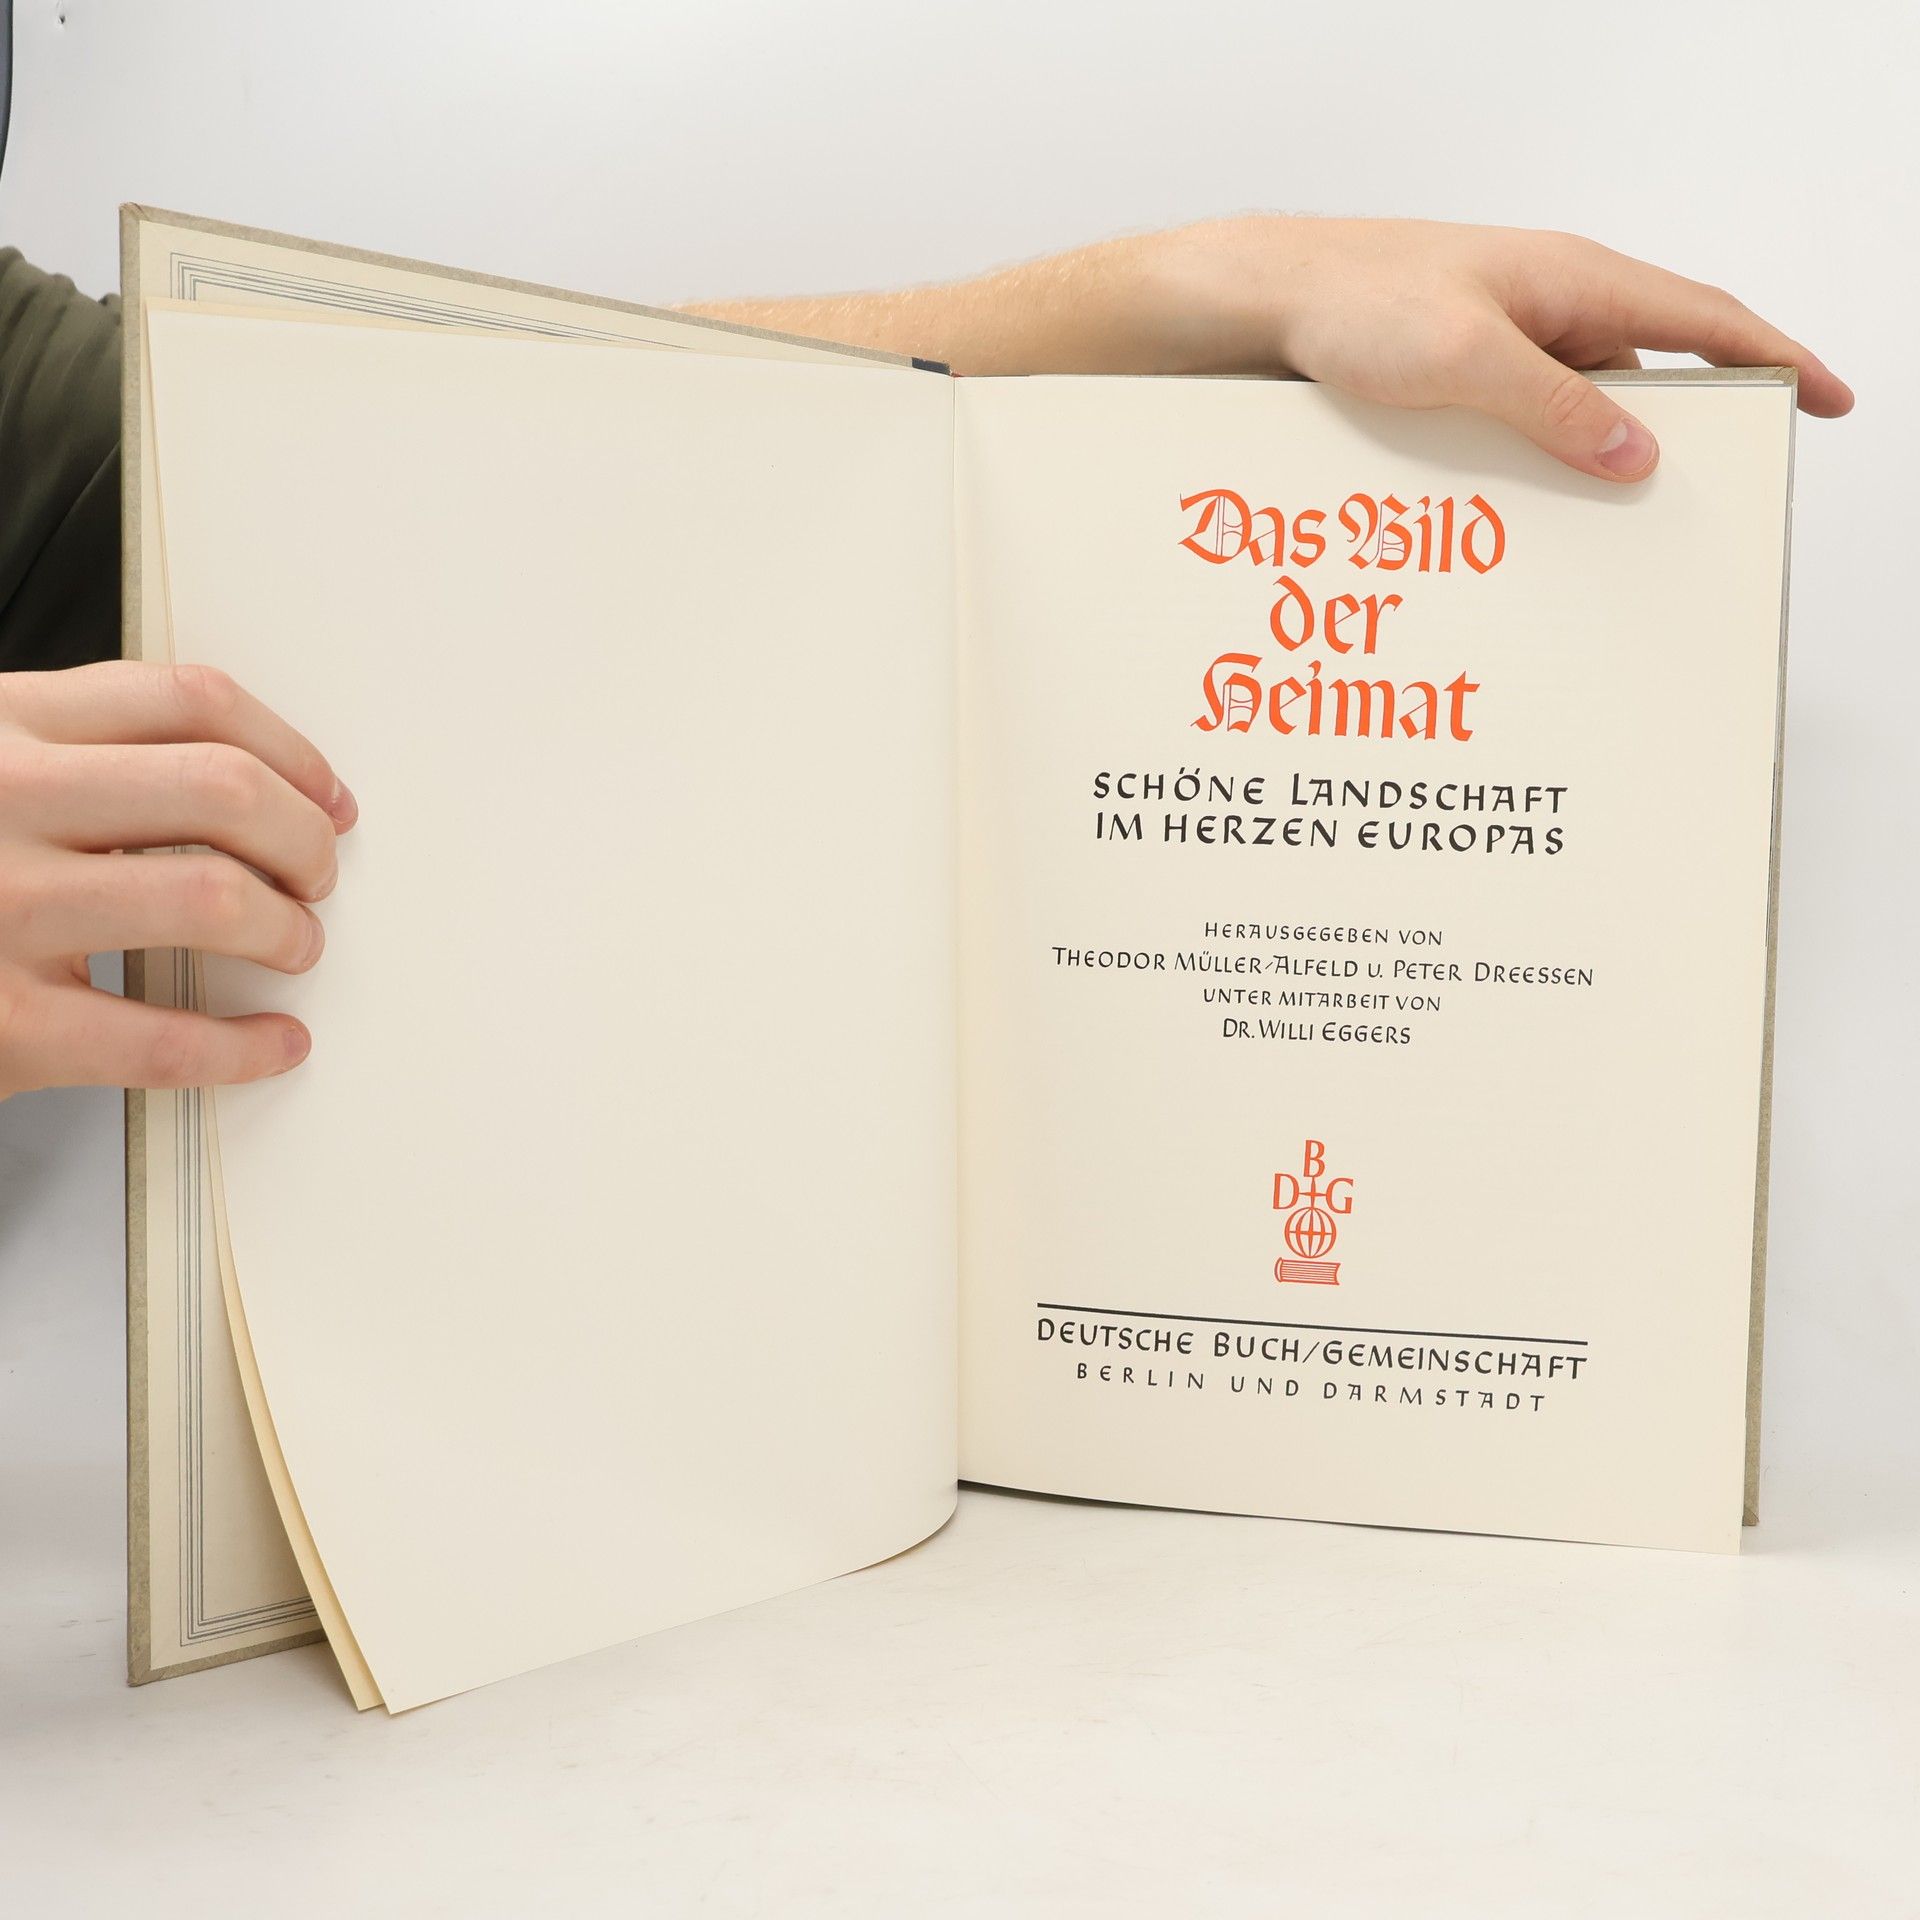 Das Bild
der
Heimat
SCHÖNE LANDSCHAFT
IM HERZEN EUROPAS
HERAUSGEGEBEN VON
THEODOR MÜLLER-ALFELD U. PETER DREESSEN
UNTER MITARBEIT VON
DR. WILLI EGGERS
B
D G
DEUTSCHE BUCH/GEMEINSCHAFT
BERLIN UND DARMSTADT